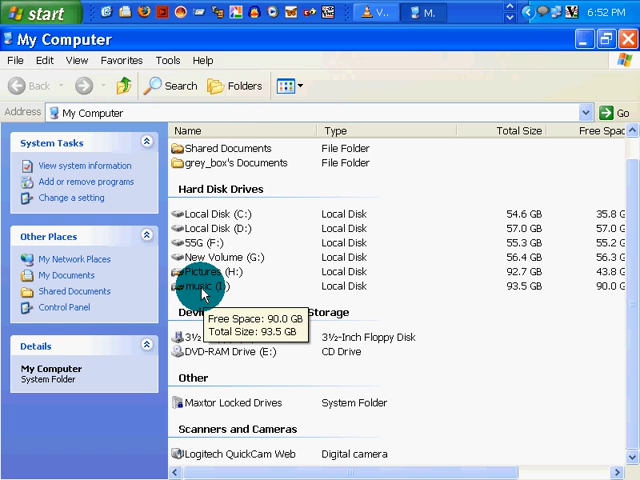 start V... M. 6:52 PM
My Computer
File Edit View Favorites Tools Help
Back Search Folders
Address My Computer Go
System Tasks
View system information
Add or remove programs
Change a setting
Other Places
My Network Places
My Documents
Shared Documents
Control Panel
Details
My Computer
System Folder
Name Type Total Size Free Spac
Shared Documents File Folder
grey_box's Documents File Folder
Hard Disk Drives
Local Disk (C:) Local Disk 54.6 GB 35.8 G
Local Disk (D:) Local Disk 57.0 GB 57.0 G
55G (F:) Local Disk 55.3 GB 55.2 G
New Volume (G:) Local Disk 56.4 GB 56.3 G
Pictures (H:) Local Disk 92.7 GB 43.8 G
music (I:) Local Disk 93.5 GB 90.0 G
Free Space: 90.0 GB
Total Size: 93.5 GB
Storage
3½ 3½-Inch Floppy Disk
DVD-RAM Drive (E:) CD Drive
Other
Maxtor Locked Drives System Folder
Scanners and Cameras
Logitech QuickCam Web Digital camera